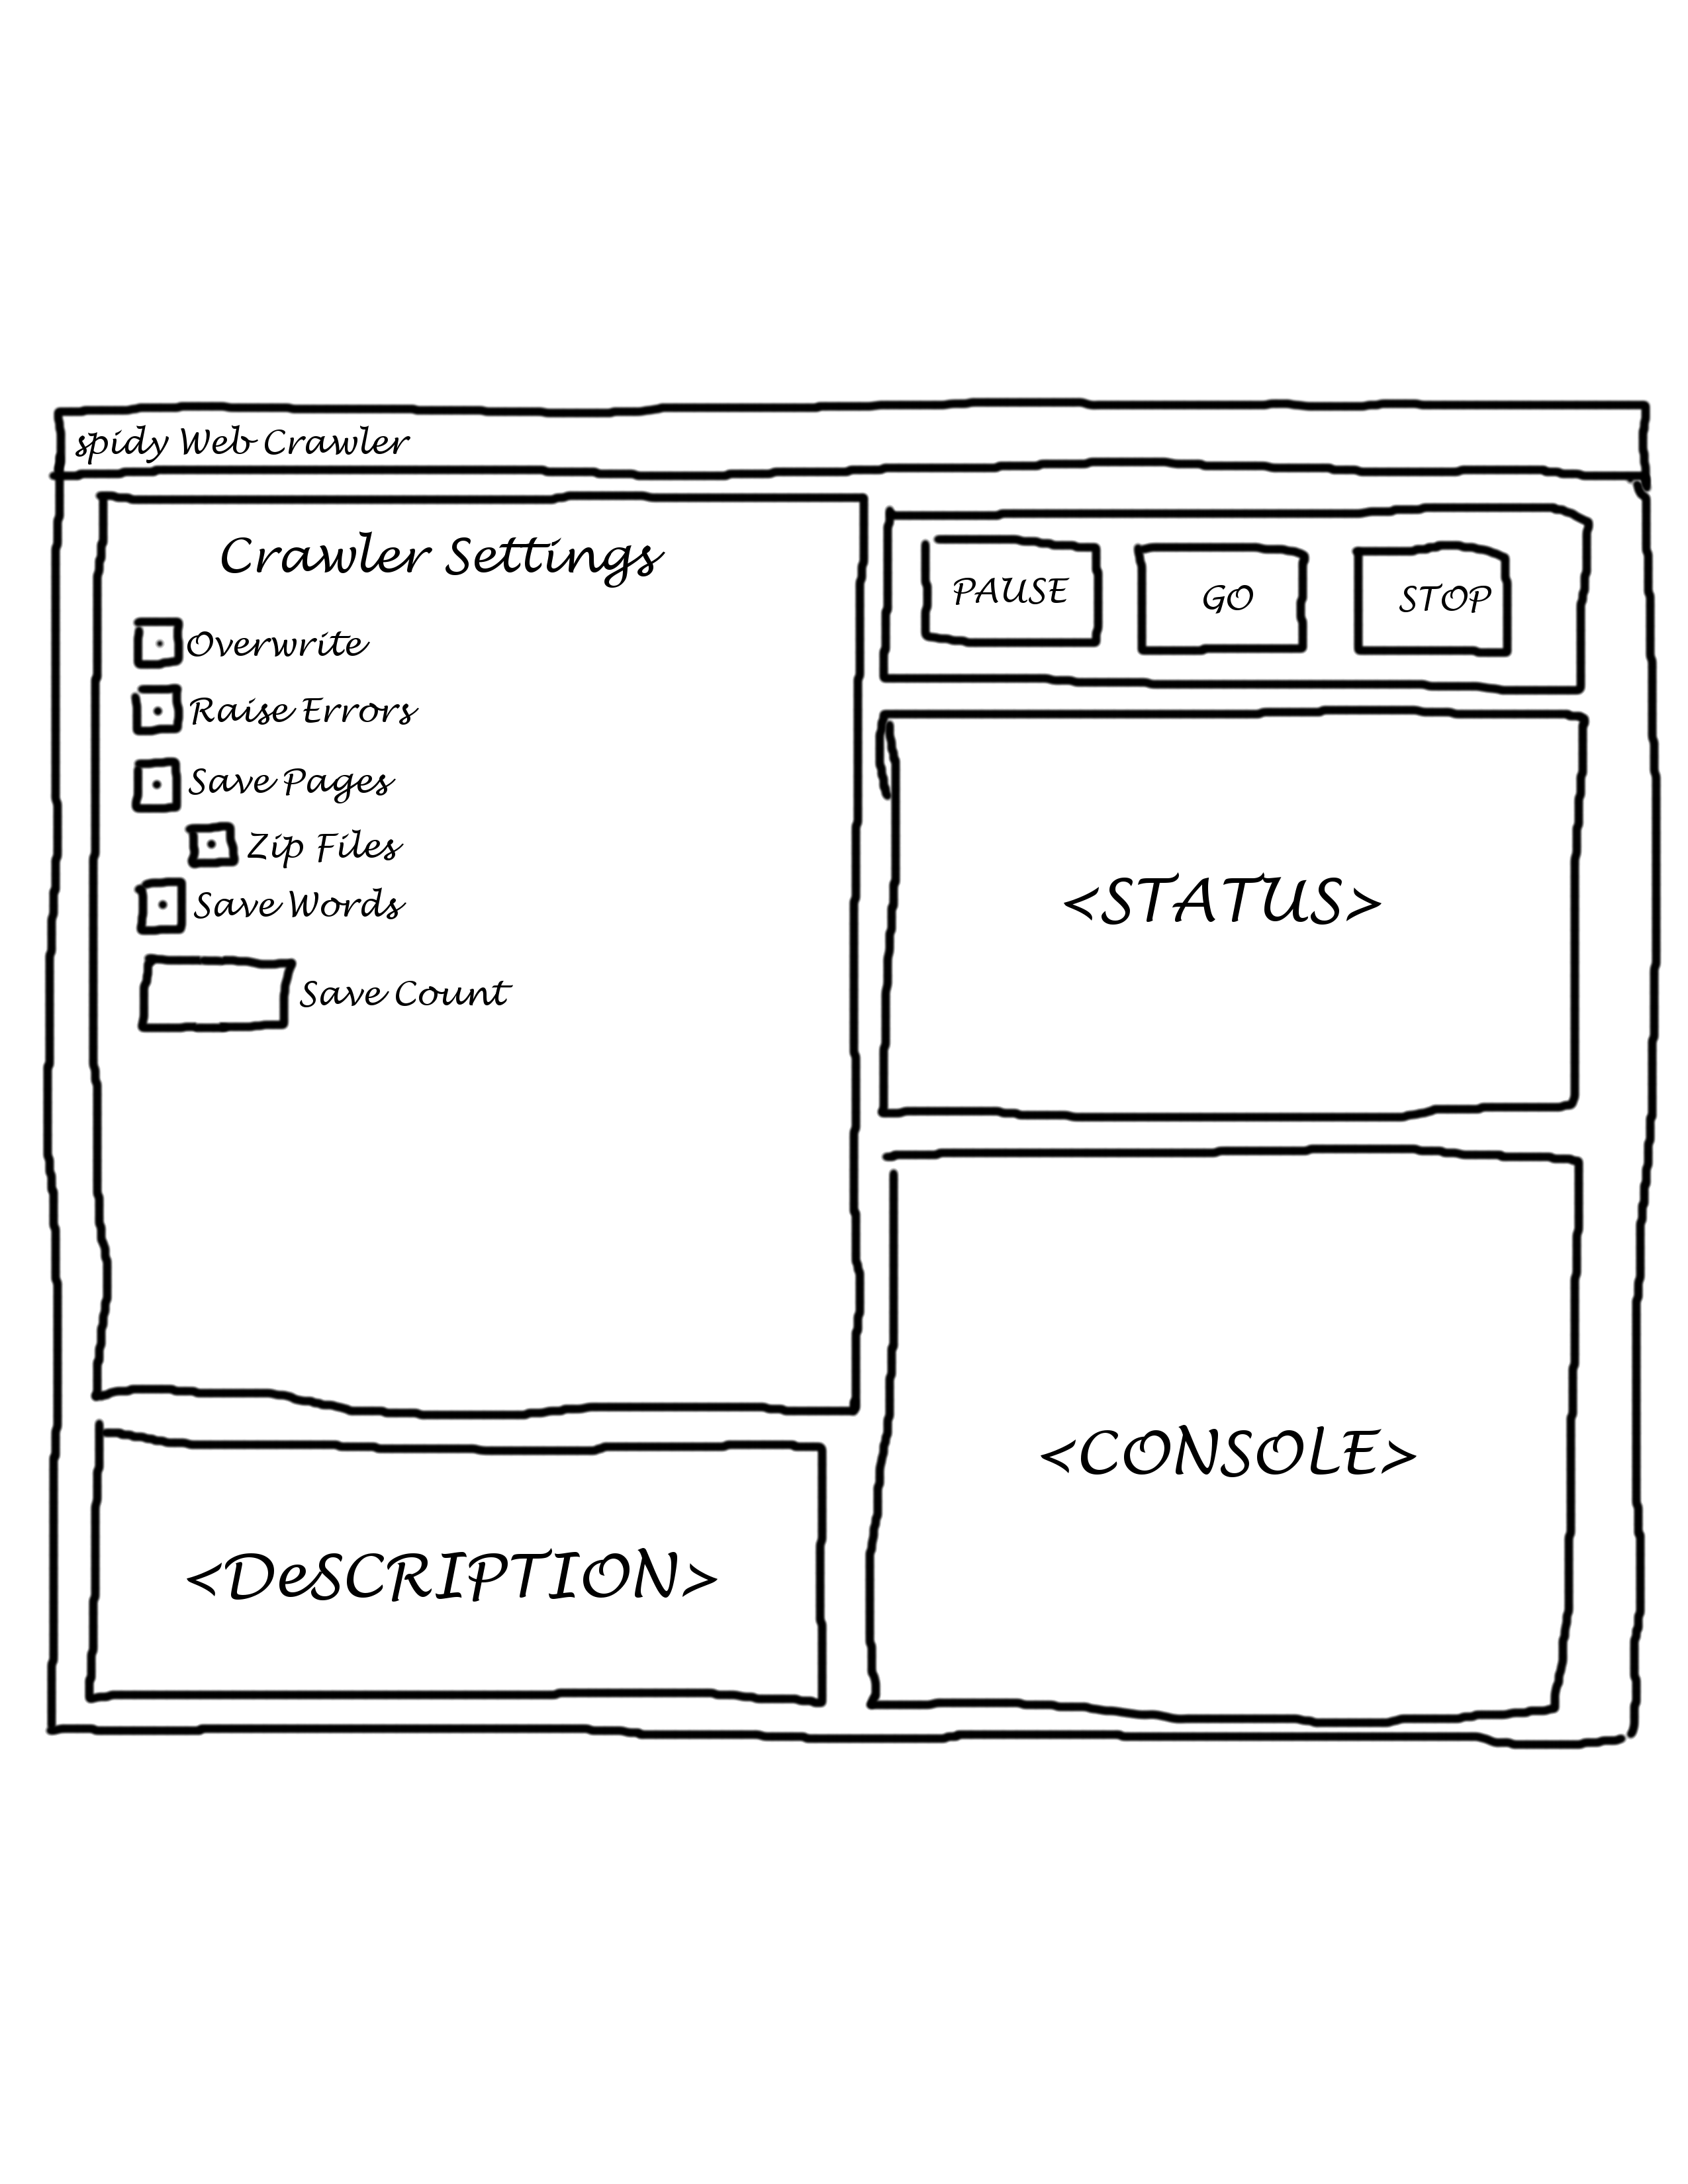 spidy Web Crawler
Crawler Settings
Overwrite
Raise Errors
Save Pages
Zip Files
Save Words
Save Count
<DeSCRIPTION>
PAUSE
GO
STOP
<STATUS>
<CONSOLE>